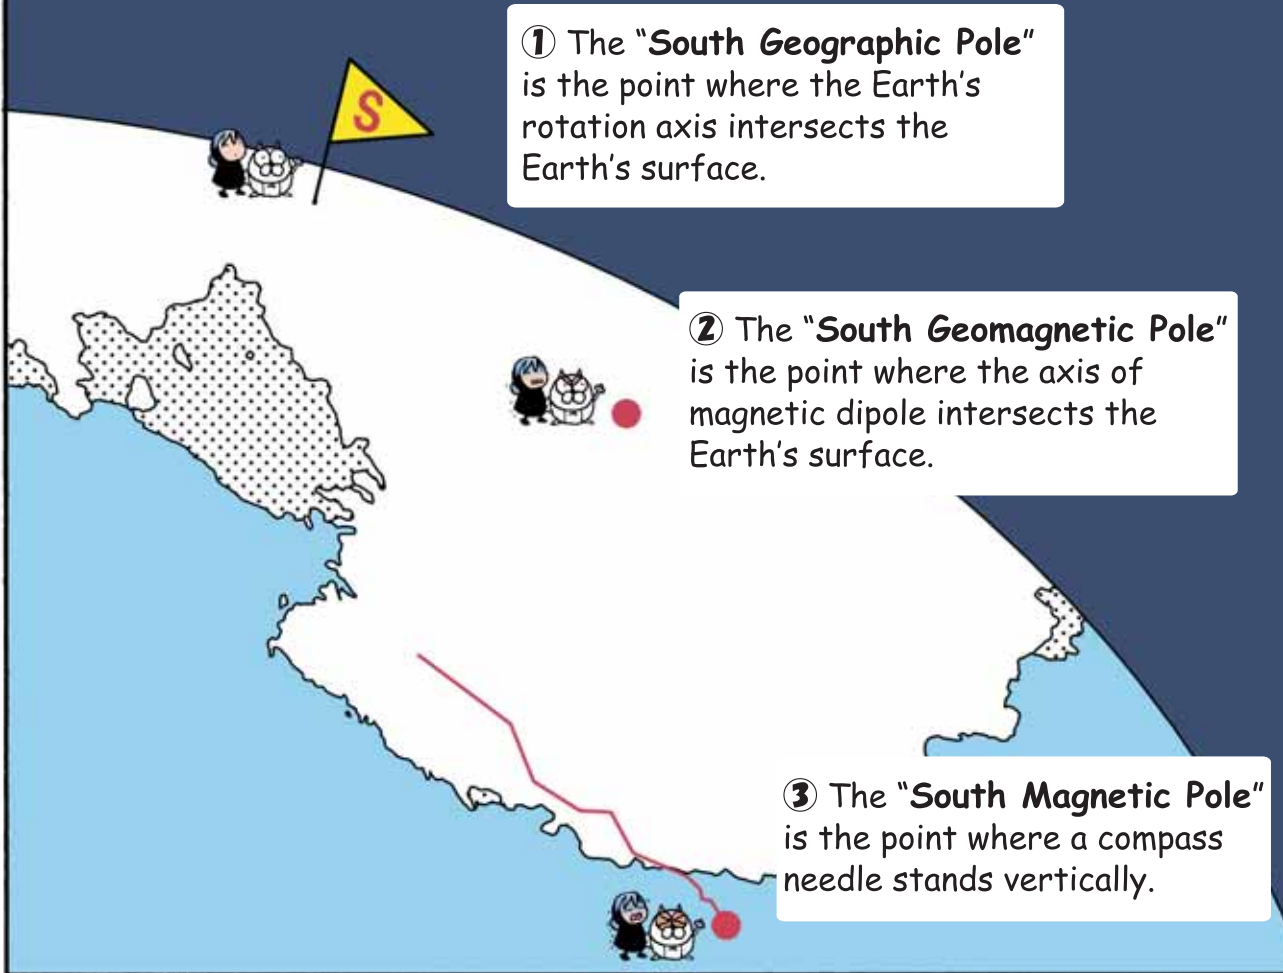 S
① The “South Geographic Pole”
is the point where the Earth’s
rotation axis intersects the
Earth’s surface.
② The “South Geomagnetic Pole”
is the point where the axis of
magnetic dipole intersects the
Earth’s surface.
③ The “South Magnetic Pole”
is the point where a compass
needle stands vertically.